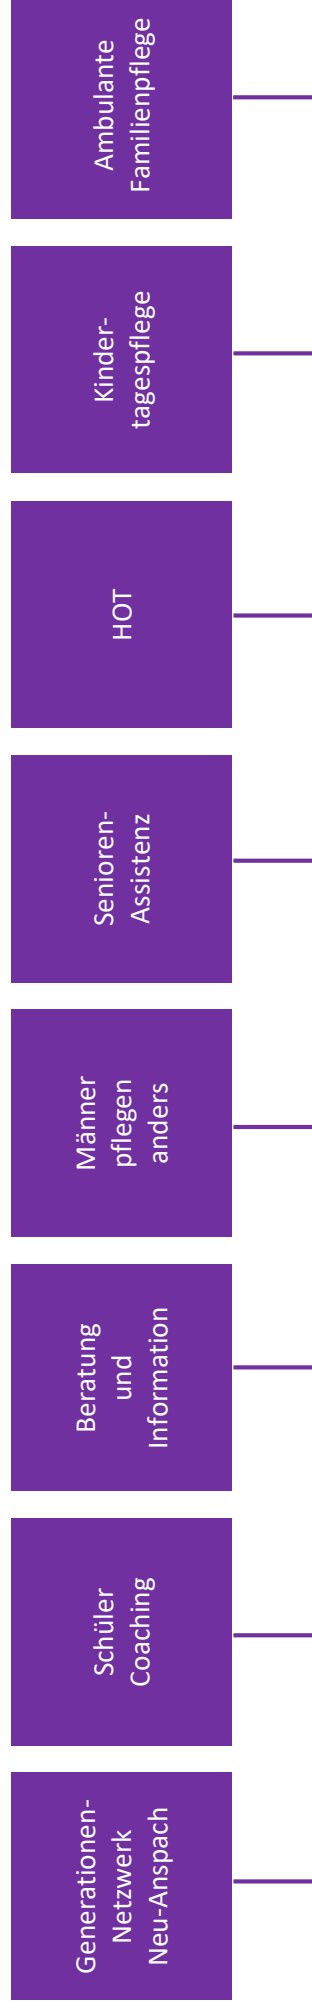 Generationen-
Netzwerk
Neu-Anspach
Schüler
Coaching
Beratung
und
Information
Männer
pflegen
anders
Senioren-
Assistenz
HOT
Kinder-
tagespflege
Ambulante
Familienpflege